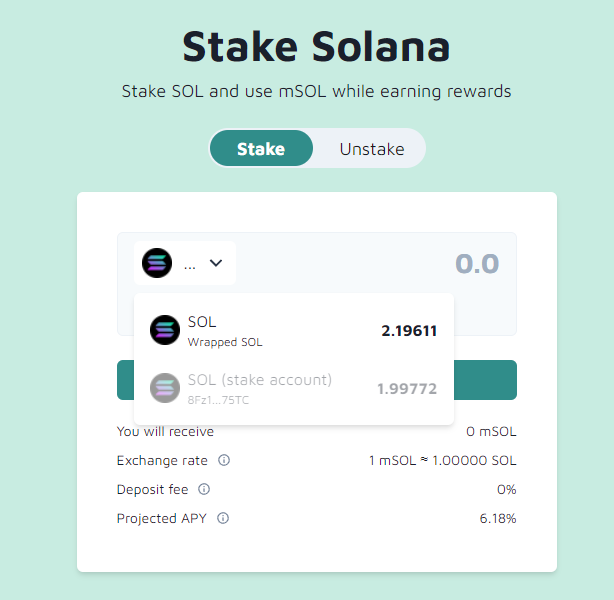 Stake Solana
Stake SOL and use mSOL while earning rewards
Stake Unstake
... 0.0
SOL 2.19611
Wrapped SOL
SOL (stake account) 1.99772
8Fz1...75TC
You will receive 0 mSOL
Exchange rate 1 mSOL ≈ 1.00000 SOL
Deposit fee 0%
Projected APY 6.18%